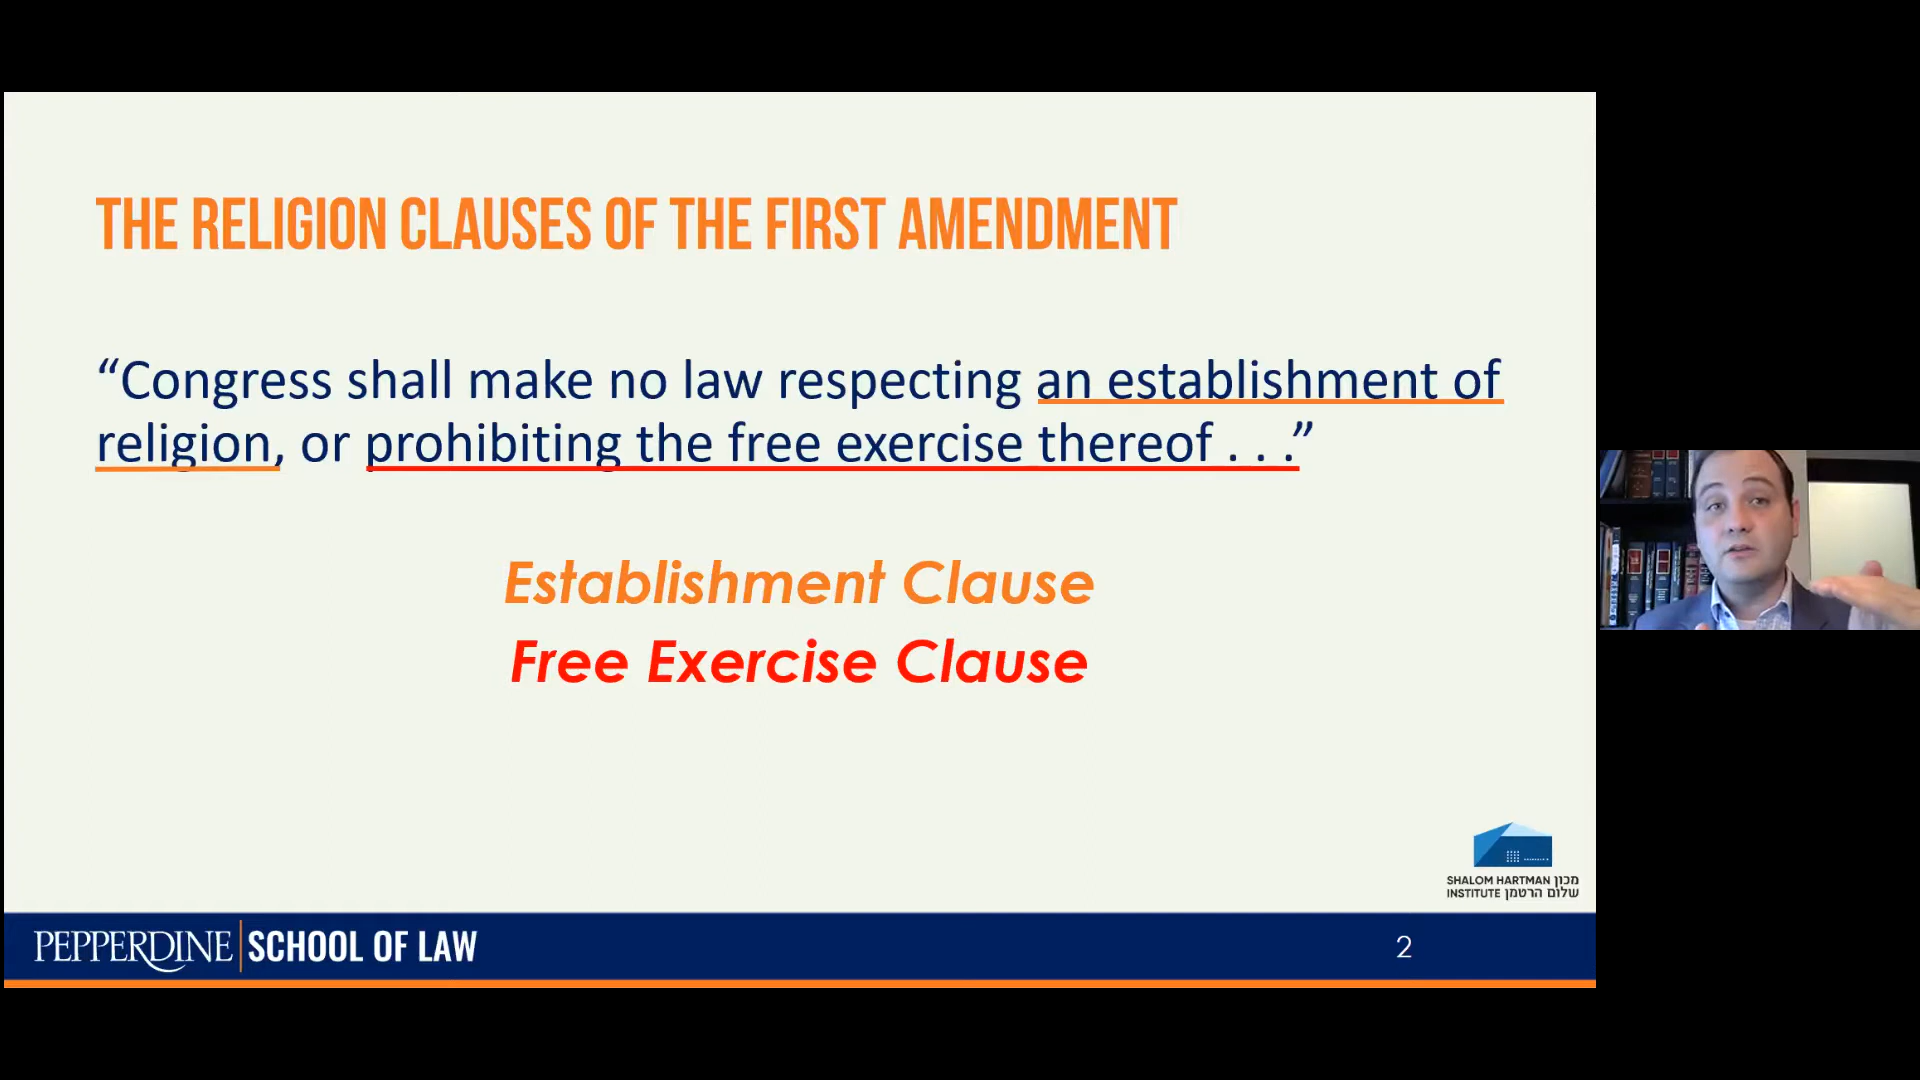 THE RELIGION CLAUSES OF THE FIRST AMENDMENT
“Congress shall make no law respecting an establishment of
religion, or prohibiting the free exercise thereof . . .”
Establishment Clause
Free Exercise Clause
SHALOM HARTMAN מכון
INSTITUTE שלום הרטמן
PEPPERDINE SCHOOL OF LAW
2